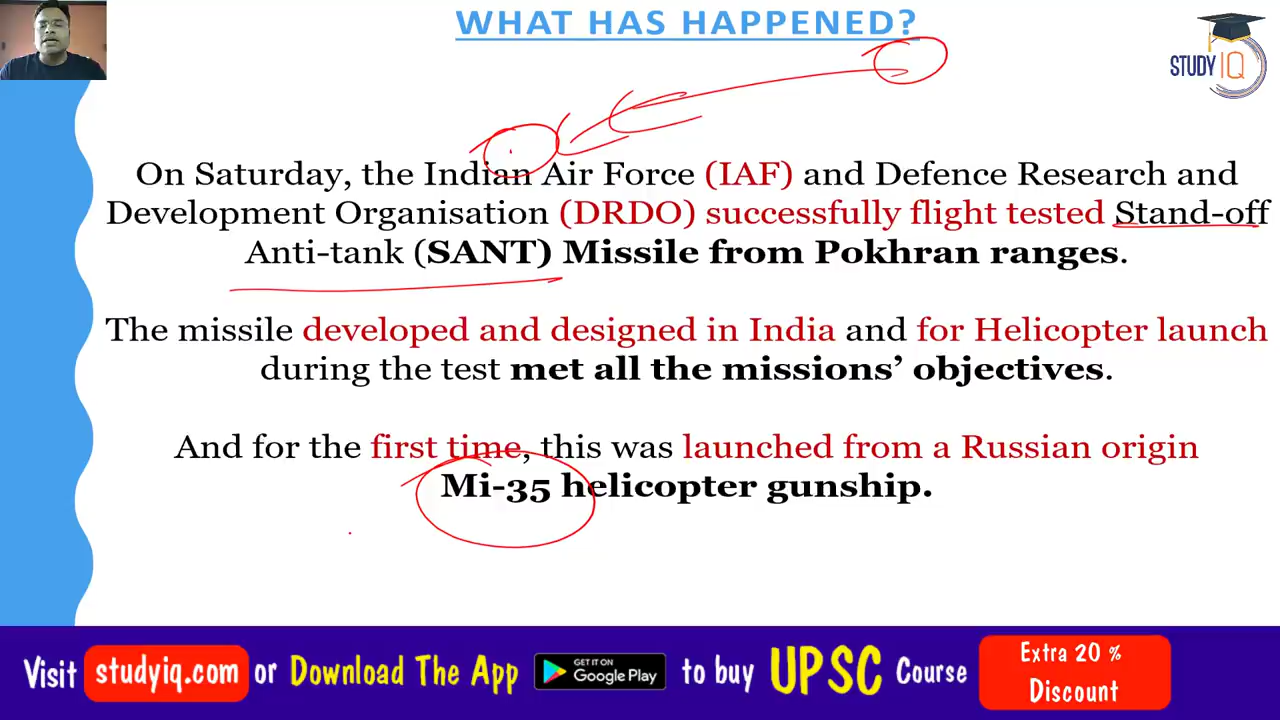 WHAT HAS HAPPENED?
STUDY IQ
On Saturday, the Indian Air Force (IAF) and Defence Research and
Development Organisation (DRDO) successfully flight tested Stand-off
Anti-tank (SANT) Missile from Pokhran ranges.
The missile developed and designed in India and for Helicopter launch
during the test met all the missions’ objectives.
And for the first time, this was launched from a Russian origin
Mi-35 helicopter gunship.
Visit studyiq.com or Download The App GET IT ON Google Play to buy UPSC Course Extra 20 % Discount